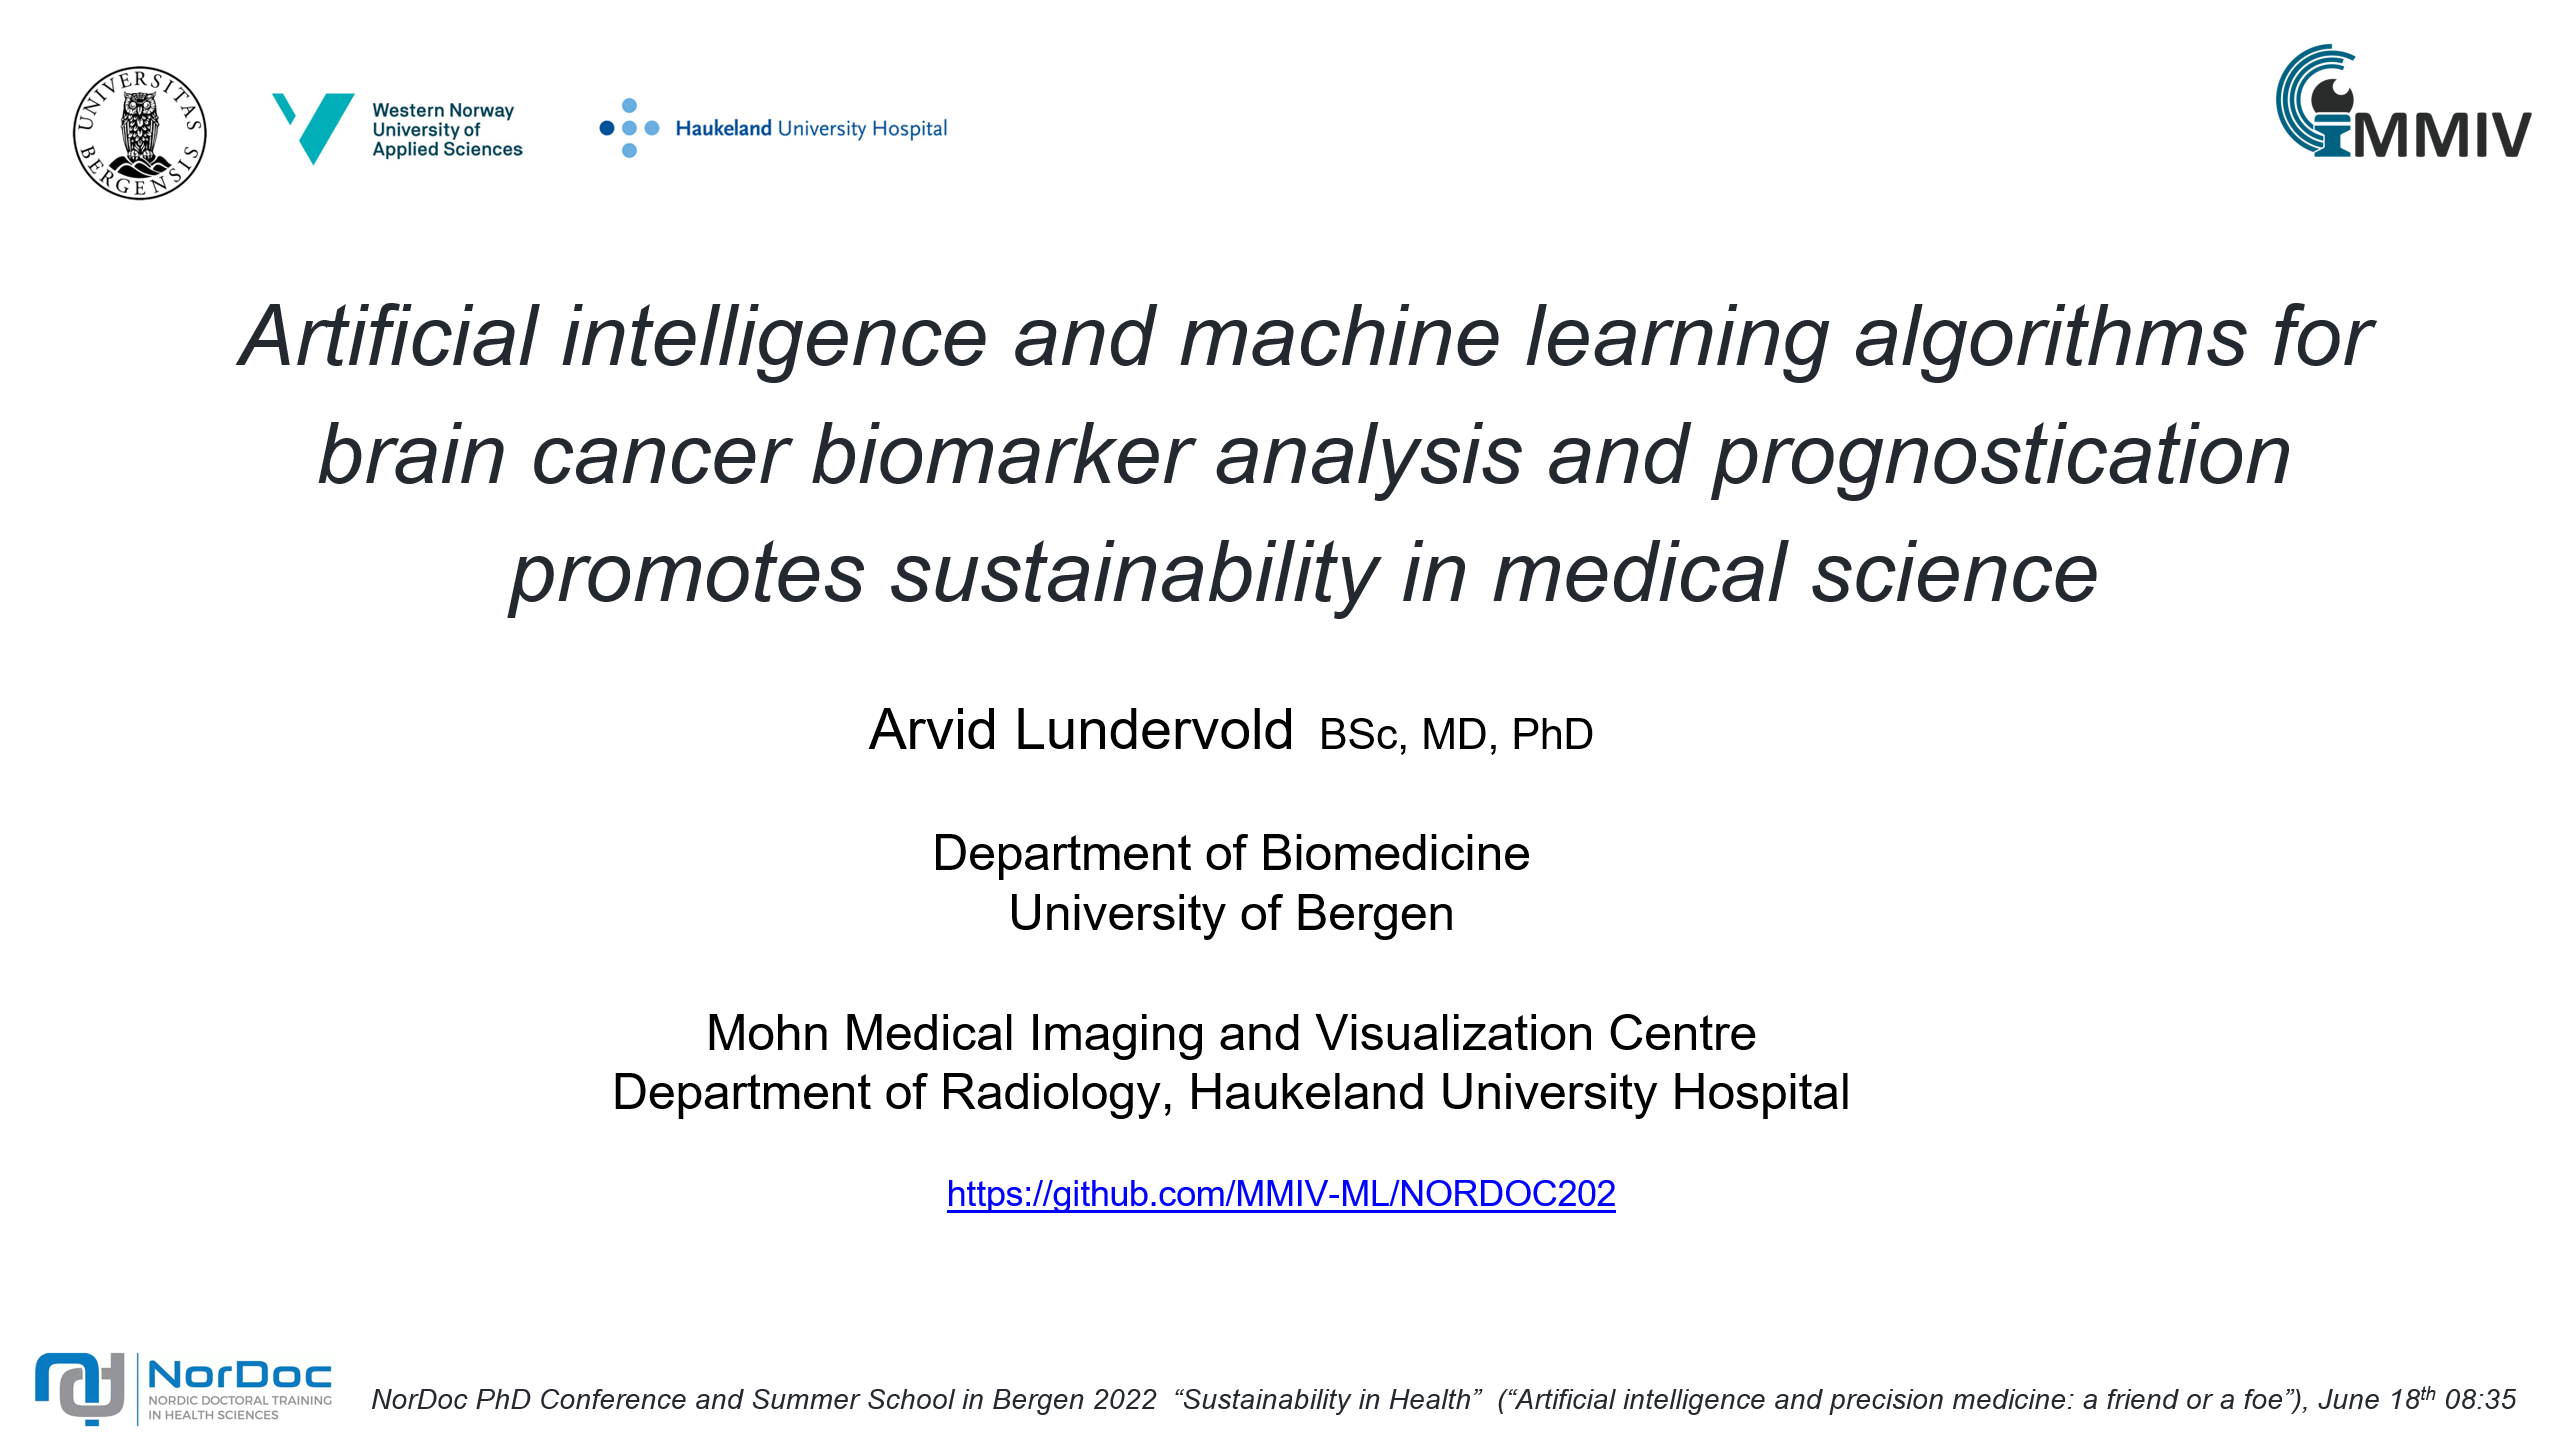 UNIVERSITAS BERGENSIS
Western Norway
University of
Applied Sciences
Haukeland University Hospital
MMIV
Artificial intelligence and machine learning algorithms for
brain cancer biomarker analysis and prognostication
promotes sustainability in medical science
Arvid Lundervold BSc, MD, PhD
Department of Biomedicine
University of Bergen
Mohn Medical Imaging and Visualization Centre
Department of Radiology, Haukeland University Hospital
https://github.com/MMIV-ML/NORDOC202
NorDoc
NORDIC DOCTORAL TRAINING
IN HEALTH SCIENCES
NorDoc PhD Conference and Summer School in Bergen 2022 “Sustainability in Health” (“Artificial intelligence and precision medicine: a friend or a foe”), June 18th 08:35